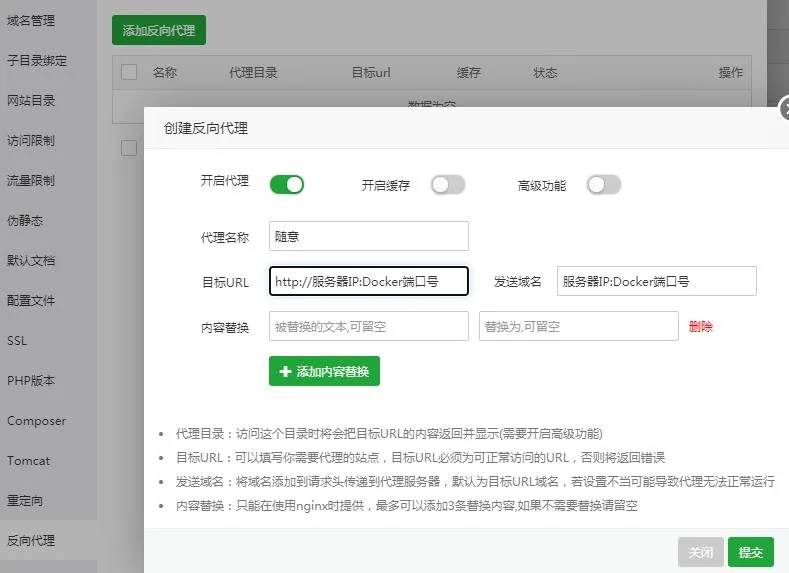 域名管理
子目录绑定
网站目录
访问限制
流量限制
伪静态
默认文档
配置文件
SSL
PHP版本
Composer
Tomcat
重定向
反向代理
添加反向代理
名称 代理目录 目标url 缓存 状态 操作
数据为空
创建反向代理
开启代理 开启缓存 高级功能
代理名称 随意
目标URL http://服务器IP:Docker端口号 发送域名 服务器IP:Docker端口号
内容替换 被替换的文本,可留空 替换为,可留空 删除
添加内容替换
代理目录：访问这个目录时将会把目标URL的内容返回并显示(需要开启高级功能)
目标URL：可以填写你需要代理的站点，目标URL必须为可正常访问的URL，否则将返回错误
发送域名：将域名添加到请求头传递到代理服务器，默认为目标URL域名，若设置不当可能导致代理无法正常运行
内容替换：只能在使用nginx时提供，最多可以添加3条替换内容,如果不需要替换请留空
关闭 提交